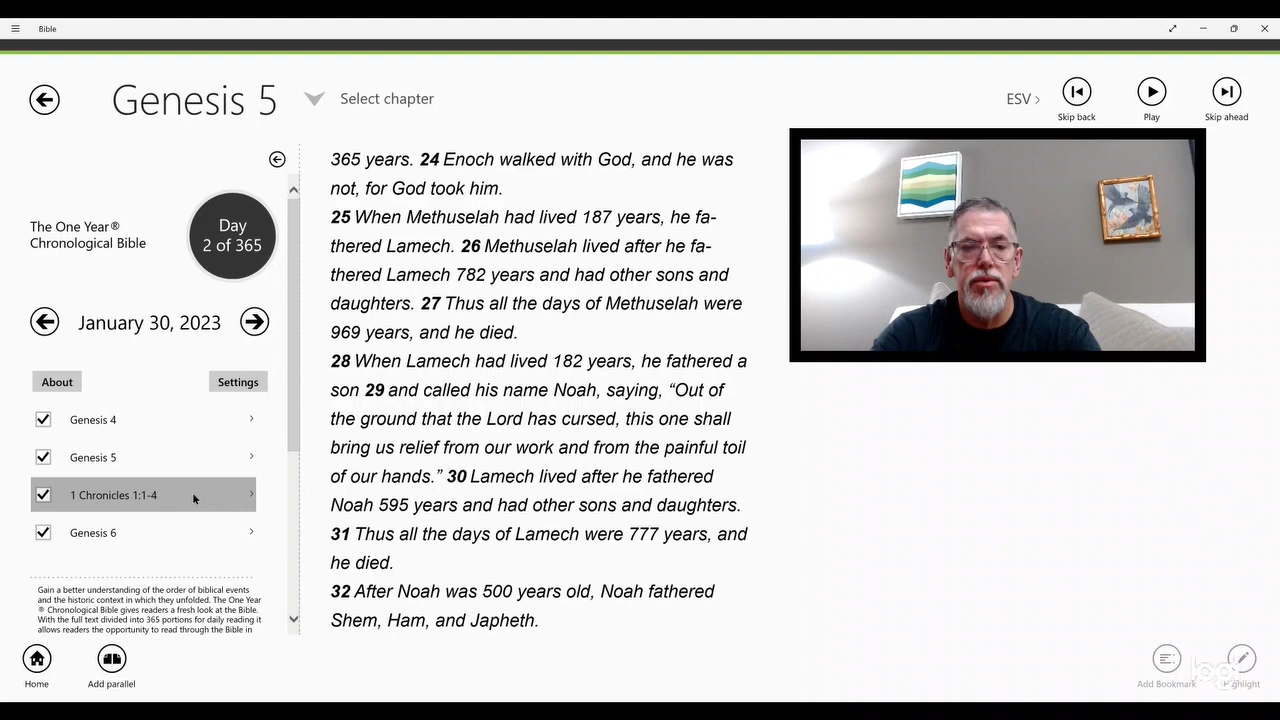 Bible
Genesis 5
Select chapter
ESV
Skip back
Play
Skip ahead
The One Year®
Chronological Bible
Day
2 of 365
January 30, 2023
About
Settings
Genesis 4
Genesis 5
1 Chronicles 1:1-4
Genesis 6
Gain a better understanding of the order of biblical events
and the historic context in which they unfolded. The One Year
® Chronological Bible gives readers a fresh look at the Bible.
With the full text divided into 365 portions for daily reading it
allows readers the opportunity to read through the Bible in
365 years. 24 Enoch walked with God, and he was
not, for God took him.
25 When Methuselah had lived 187 years, he fa-
thered Lamech. 26 Methuselah lived after he fa-
thered Lamech 782 years and had other sons and
daughters. 27 Thus all the days of Methuselah were
969 years, and he died.
28 When Lamech had lived 182 years, he fathered a
son 29 and called his name Noah, saying, “Out of
the ground that the Lord has cursed, this one shall
bring us relief from our work and from the painful toil
of our hands.” 30 Lamech lived after he fathered
Noah 595 years and had other sons and daughters.
31 Thus all the days of Lamech were 777 years, and
he died.
32 After Noah was 500 years old, Noah fathered
Shem, Ham, and Japheth.
Home
Add parallel
Add Bookmark
Highlight
logi